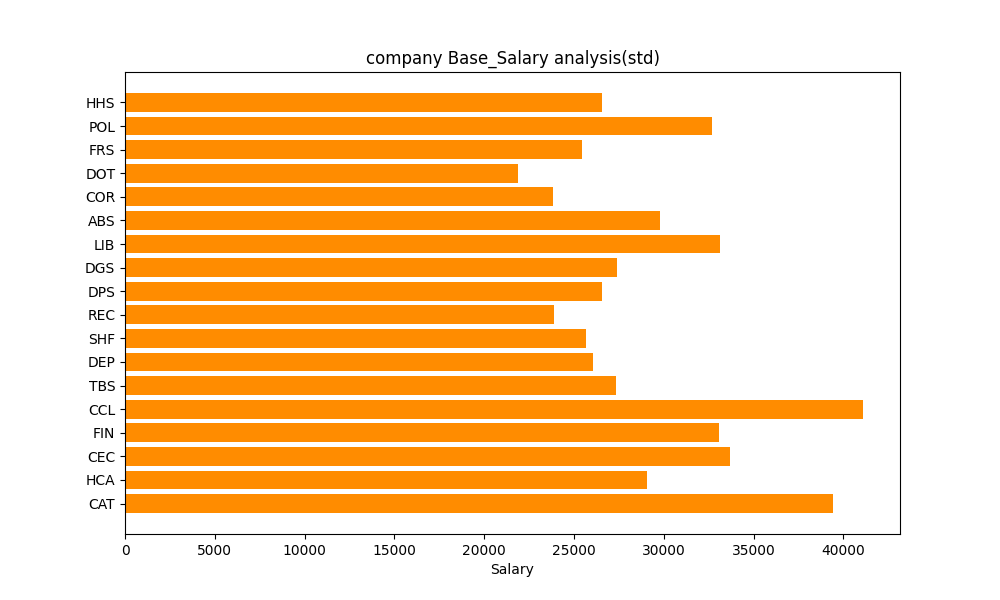 company Base_Salary analysis(std)
HHS
POL
FRS
DOT
COR
ABS
LIB
DGS
DPS
REC
SHF
DEP
TBS
CCL
FIN
CEC
HCA
CAT
0 5000 10000 15000 20000 25000 30000 35000 40000
Salary